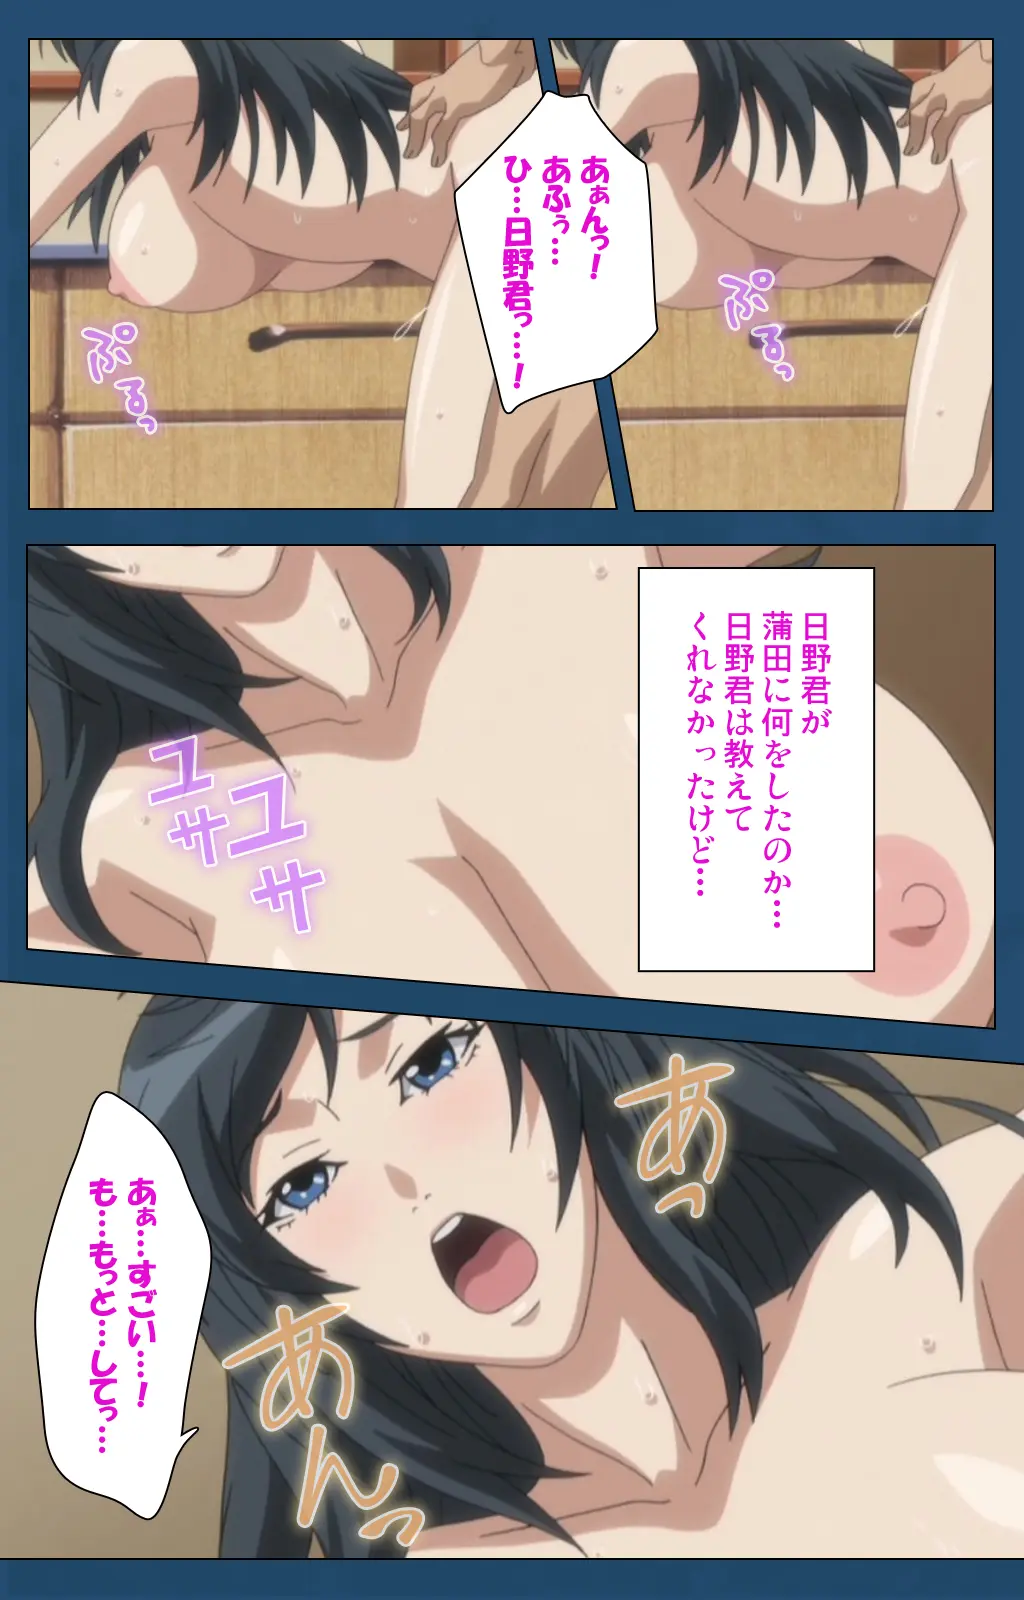 あぁんっ！
あふぅ…
ひ…日野君っ…！
ぷるっ
ぷるっ
日野君が
蒲田に何をしたのか…
日野君は教えて
くれなかったけど…
ユサ
ユサ
あっ
あんっ
あぁ…すごい…！
も…もっと…してっ…